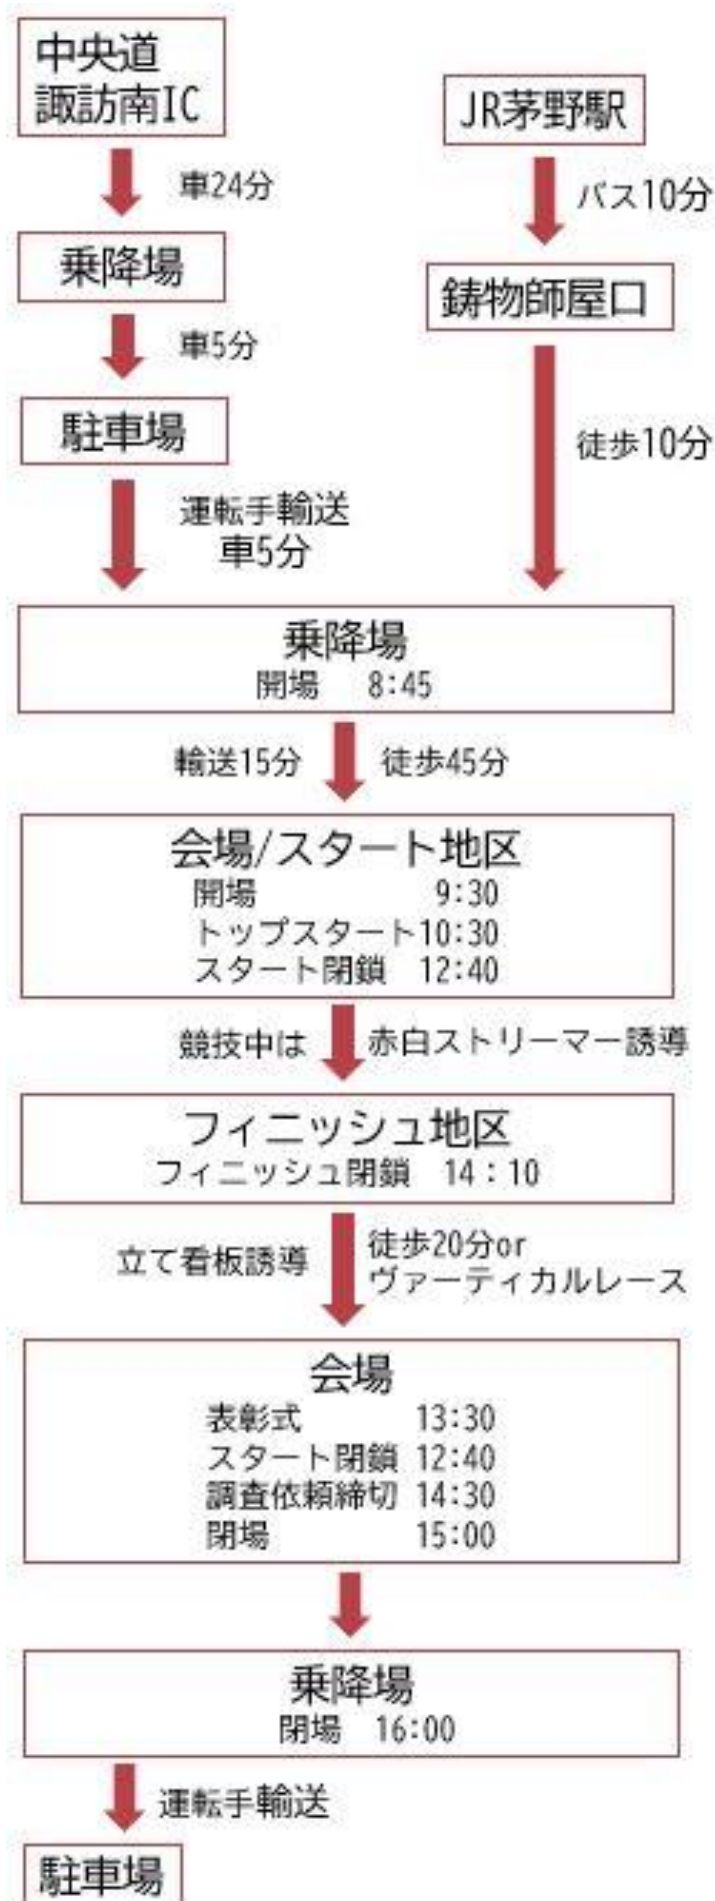 中央道
諏訪南IC
車24分
乗降場
車5分
駐車場
運転手輸送
車5分
JR茅野駅
バス10分
鋳物師屋口
徒歩10分
乗降場
開場 8:45
輸送15分 徒歩45分
会場/スタート地区
開場 9:30
トップスタート10:30
スタート閉鎖 12:40
競技中は 赤白ストリーマー誘導
フィニッシュ地区
フィニッシュ閉鎖 14：10
立て看板誘導
徒歩20分or
ヴァーティカルレース
会場
表彰式 13:30
スタート閉鎖 12:40
調査依頼締切 14:30
閉場 15:00
乗降場
閉場 16:00
運転手輸送
駐車場